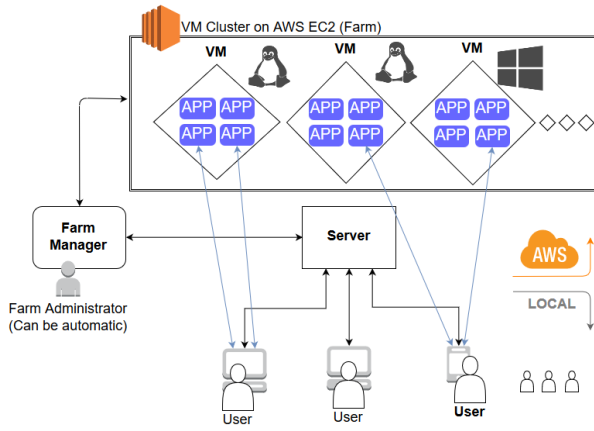 VM Cluster on AWS EC2 (Farm)
VM
VM
VM
APP APP
APP APP
APP APP
APP APP
APP APP
APP APP
Farm
Manager
Server
AWS
LOCAL
Farm Administrator
(Can be automatic)
User
User
User